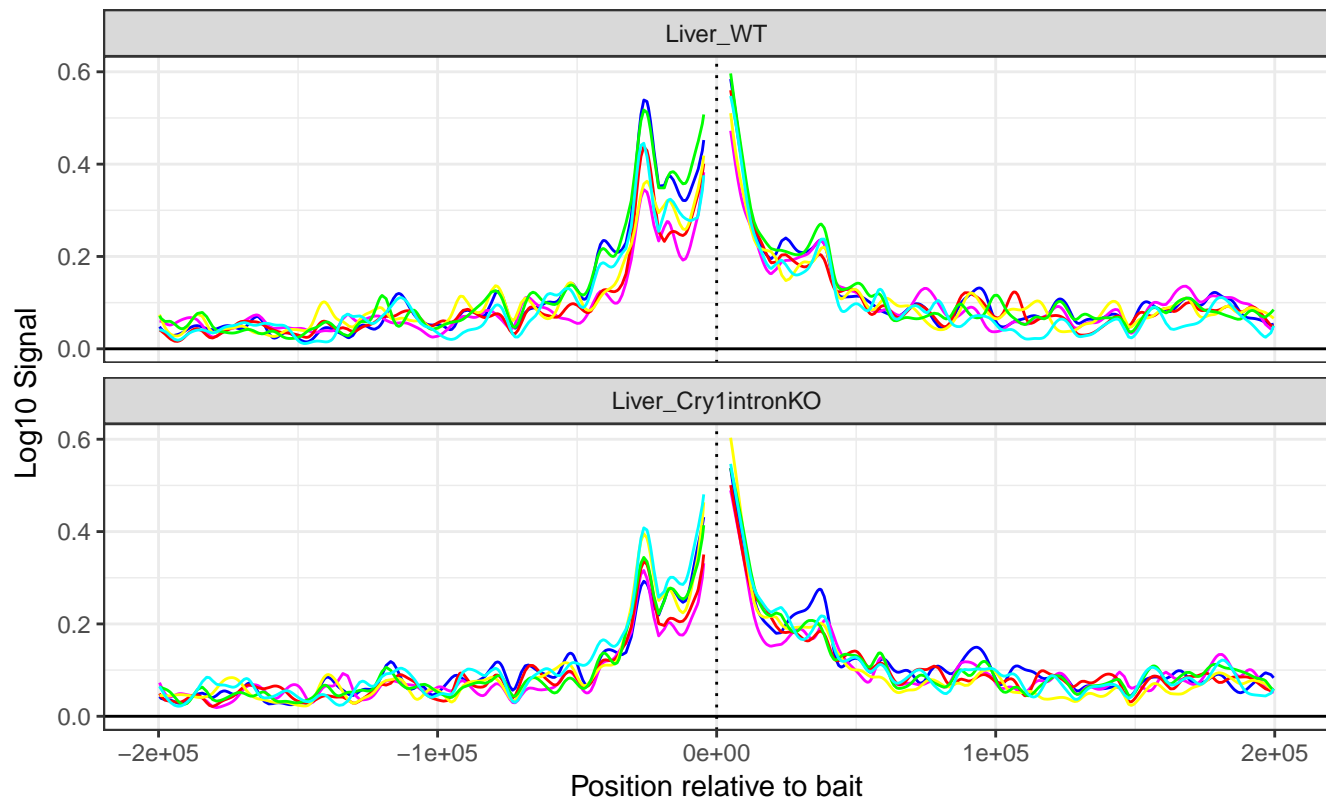 Liver_WT
0.6
0.4
0.2
0.0
Log10 Signal
Liver_Cry1intronKO
0.6
0.4
0.2
0.0
−2e+05 −1e+05 0e+00 1e+05 2e+05
Position relative to bait